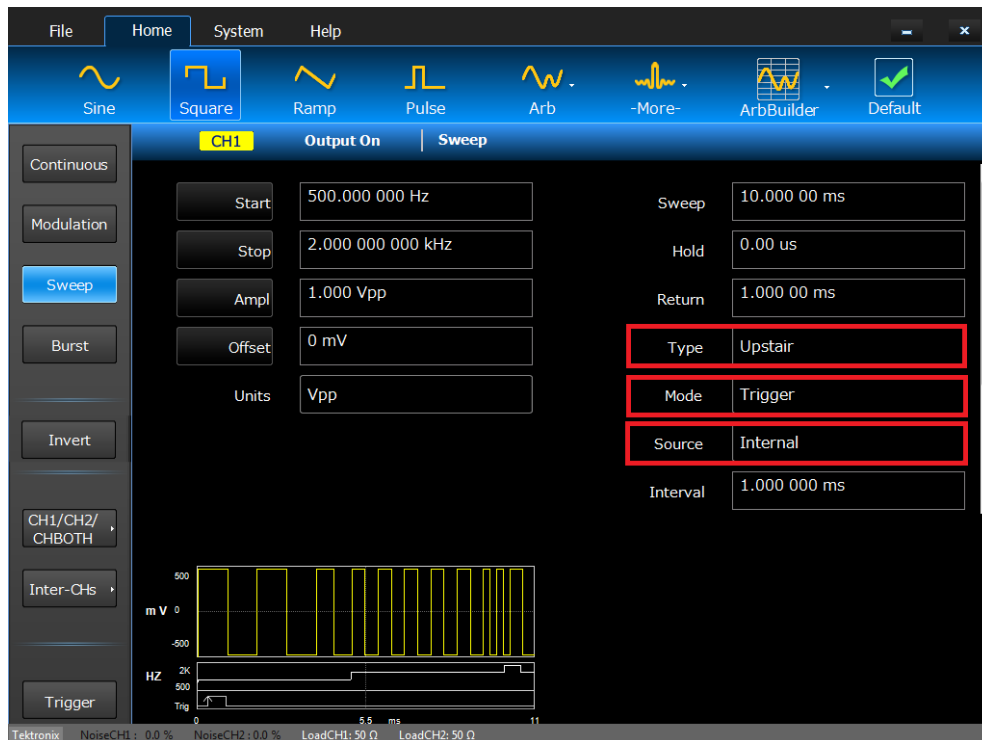 File Home System Help
Sine Square Ramp Pulse Arb -More- ArbBuilder Default
CH1 Output On Sweep
Continuous
Modulation
Sweep
Burst
Invert
CH1/CH2/
CHBOTH
Inter-CHs
Trigger
Start 500.000 000 Hz
Stop 2.000 000 000 kHz
Ampl 1.000 Vpp
Offset 0 mV
Units Vpp
Sweep 10.000 00 ms
Hold 0.00 us
Return 1.000 00 ms
Type Upstair
Mode Trigger
Source Internal
Interval 1.000 000 ms
500
m V 0
-500
HZ 2K
500
Trig
0 5.5 ms 11
Tektronix NoiseCH1 : 0.0 % NoiseCH2 : 0.0 % LoadCH1: 50 Ω LoadCH2: 50 Ω